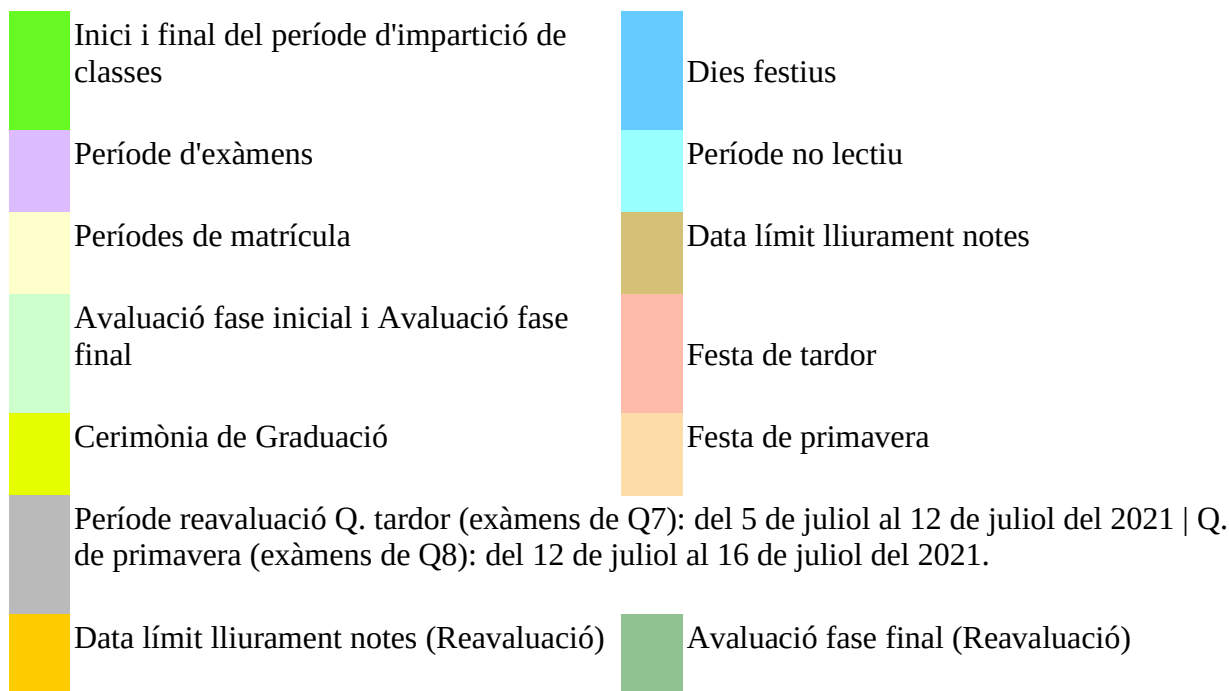 Inici i final del període d'impartició de
classes
Dies festius
Període d'exàmens
Període no lectiu
Períodes de matrícula
Data límit lliurament notes
Avaluació fase inicial i Avaluació fase
final
Festa de tardor
Cerimònia de Graduació
Festa de primavera
Període reavaluació Q. tardor (exàmens de Q7): del 5 de juliol al 12 de juliol del 2021 | Q.
de primavera (exàmens de Q8): del 12 de juliol al 16 de juliol del 2021.
Data límit lliurament notes (Reavaluació)
Avaluació fase final (Reavaluació)